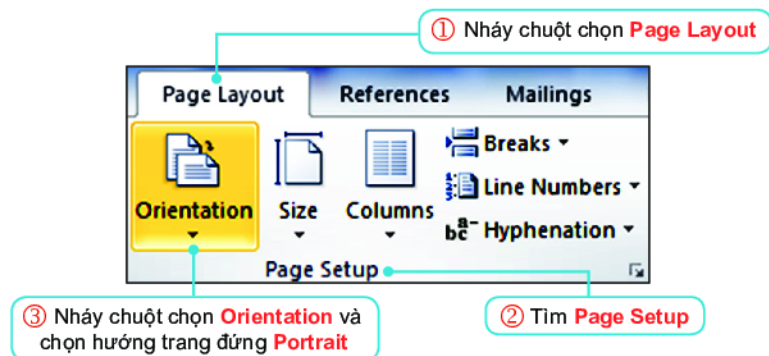 ① Nháy chuột chọn Page Layout
Page Layout References Mailings
Orientation
Size
Columns
Breaks
Line Numbers
Hyphenation
Page Setup
③ Nháy chuột chọn Orientation và
chọn hướng trang đứng Portrait
② Tìm Page Setup